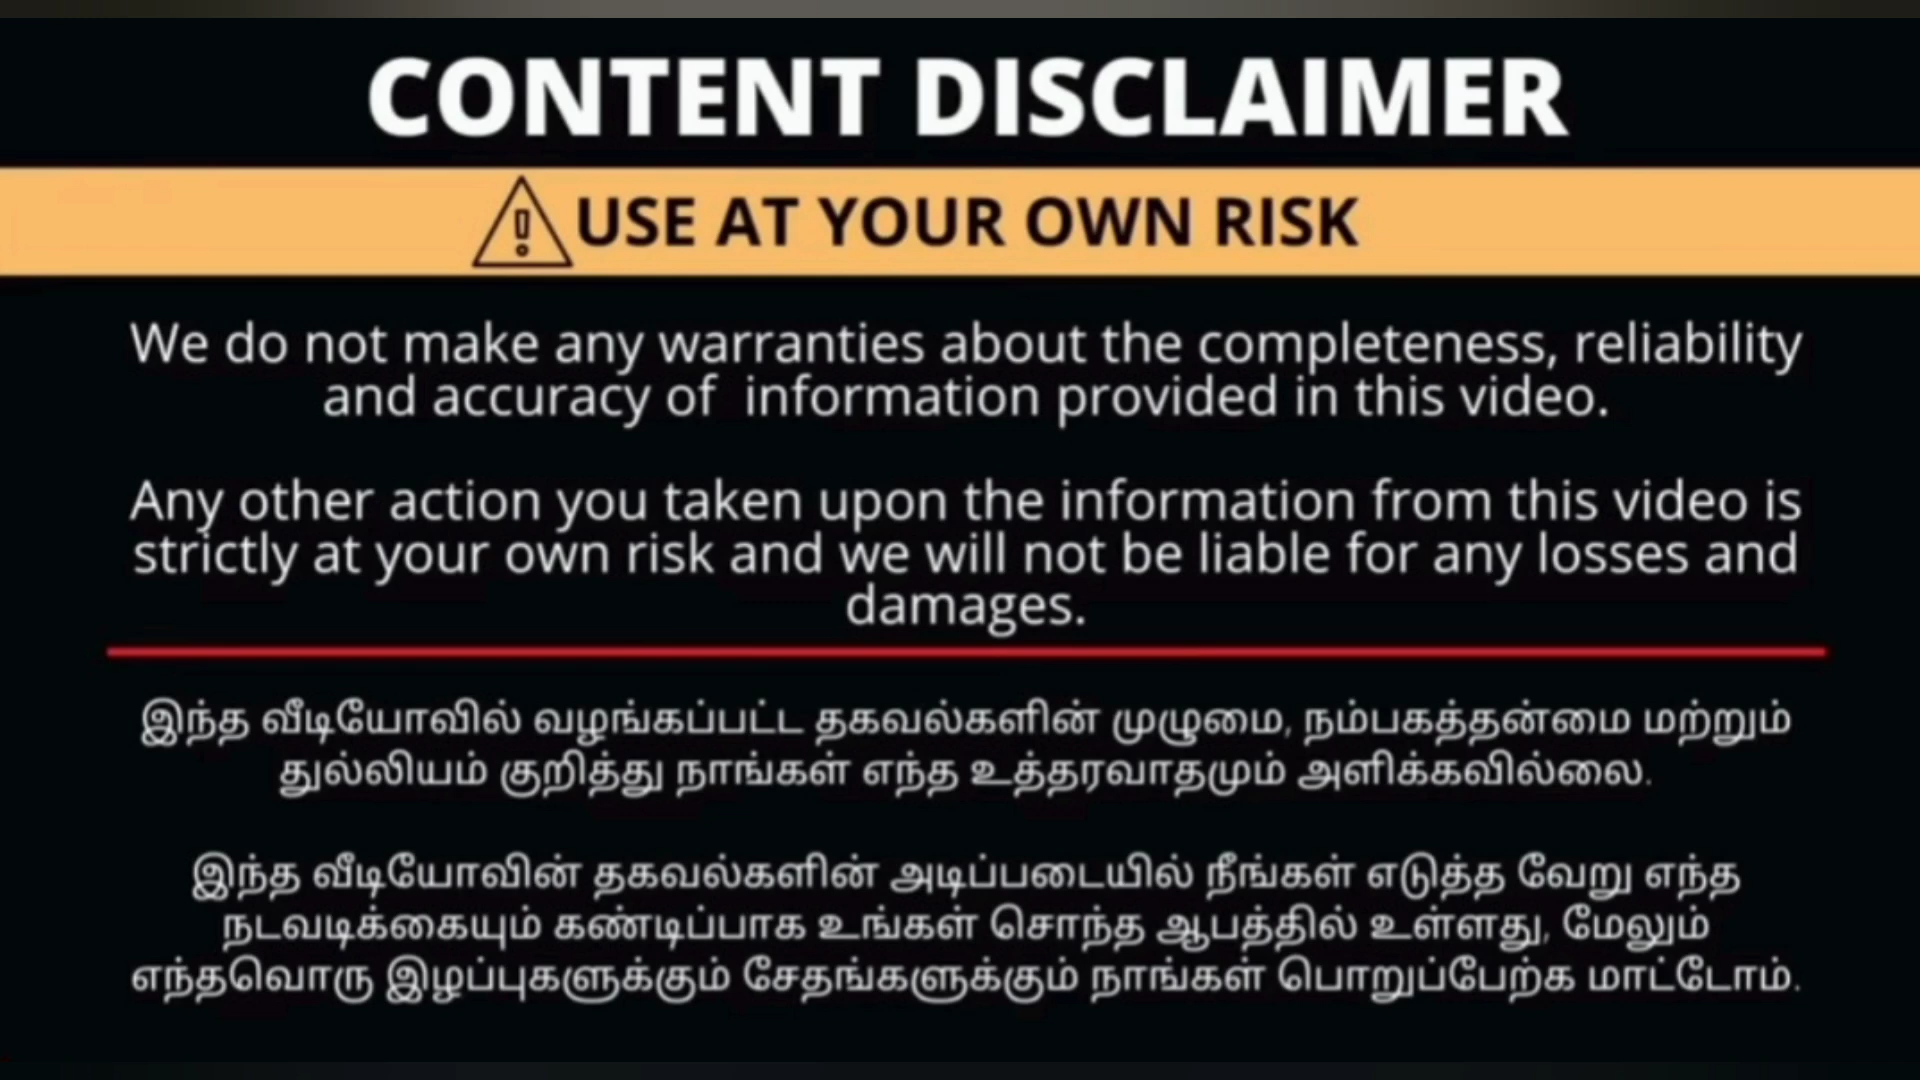 CONTENT DISCLAIMER
USE AT YOUR OWN RISK
We do not make any warranties about the completeness, reliability
and accuracy of information provided in this video.
Any other action you taken upon the information from this video is
strictly at your own risk and we will not be liable for any losses and
damages.
இந்த வீடியோவில் வழங்கப்பட்ட தகவல்களின் முழுமை, நம்பகத்தன்மை மற்றும்
துல்லியம் குறித்து நாங்கள் எந்த உத்தரவாதமும் அளிக்கவில்லை.
இந்த வீடியோவின் தகவல்களின் அடிப்படையில் நீங்கள் எடுத்த வேறு எந்த
நடவடிக்கையும் கண்டிப்பாக உங்கள் சொந்த ஆபத்தில் உள்ளது, மேலும்
எந்தவொரு இழப்புகளுக்கும் சேதங்களுக்கும் நாங்கள் பொறுப்பேற்க மாட்டோம்.